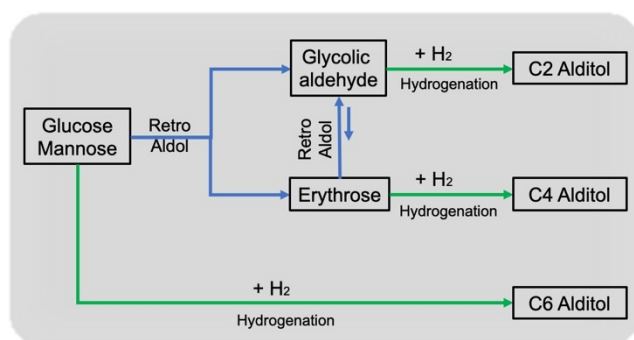 Glycolic
aldehyde
+ H2
Hydrogenation
C2 Alditol
Glucose
Mannose
Retro
Aldol
Retro
Aldol
Erythrose
+ H2
Hydrogenation
C4 Alditol
+ H2
Hydrogenation
C6 Alditol